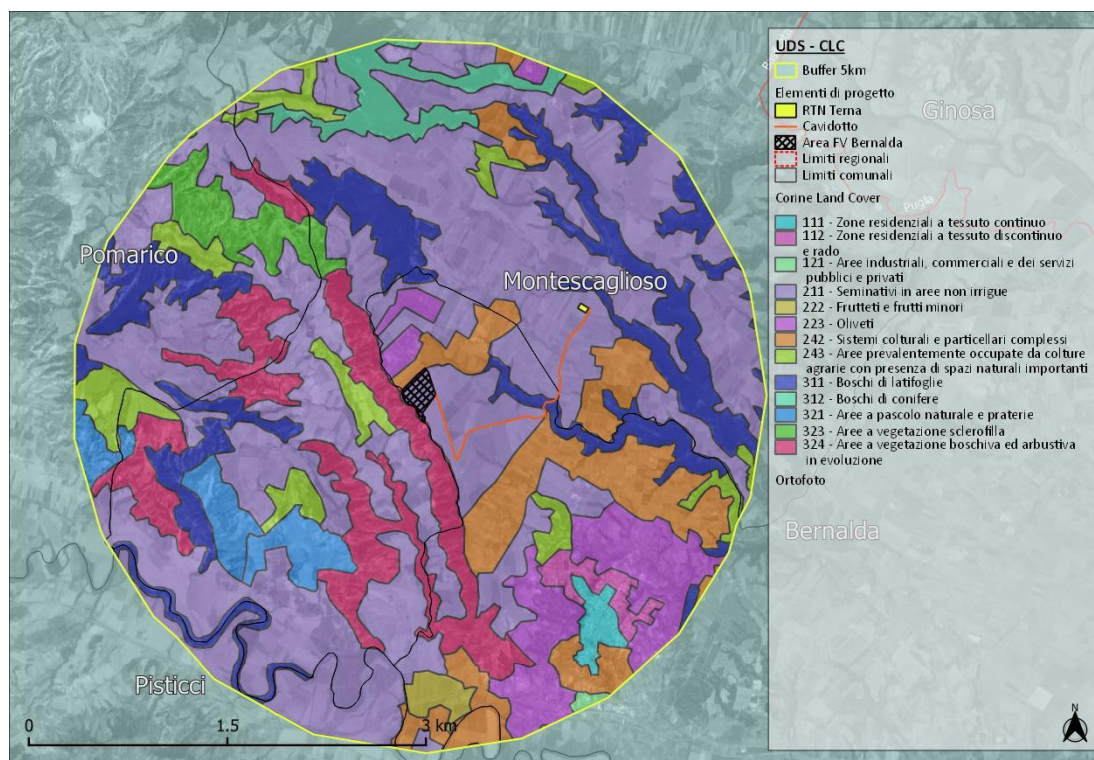 UDS - CLC
Buffer 5km
Elementi di progetto
RTN Terna
Cavidotto
Area FV Bernalda
Limiti regionali
Limiti comunali
Corine Land Cover
111 - Zone residenziali a tessuto continuo
112 - Zone residenziali a tessuto discontinuo
e rado
121 - Aree industriali, commerciali e dei servizi
pubblici e privati
211 - Seminativi in aree non irrigue
222 - Frutteti e frutti minori
223 - Oliveti
242 - Sistemi colturali e particellari complessi
243 - Aree prevalentemente occupate da colture
agrarie con presenza di spazi naturali importanti
311 - Boschi di latifoglie
312 - Boschi di conifere
321 - Aree a pascolo naturale e praterie
323 - Aree a vegetazione sclerofilla
324 - Aree a vegetazione boschiva ed arbustiva
in evoluzione
Ortofoto
Ginosa
Puglia
Pomarico
Montescaglioso
Bernalda
Pisticci
0 1.5 3 km
N